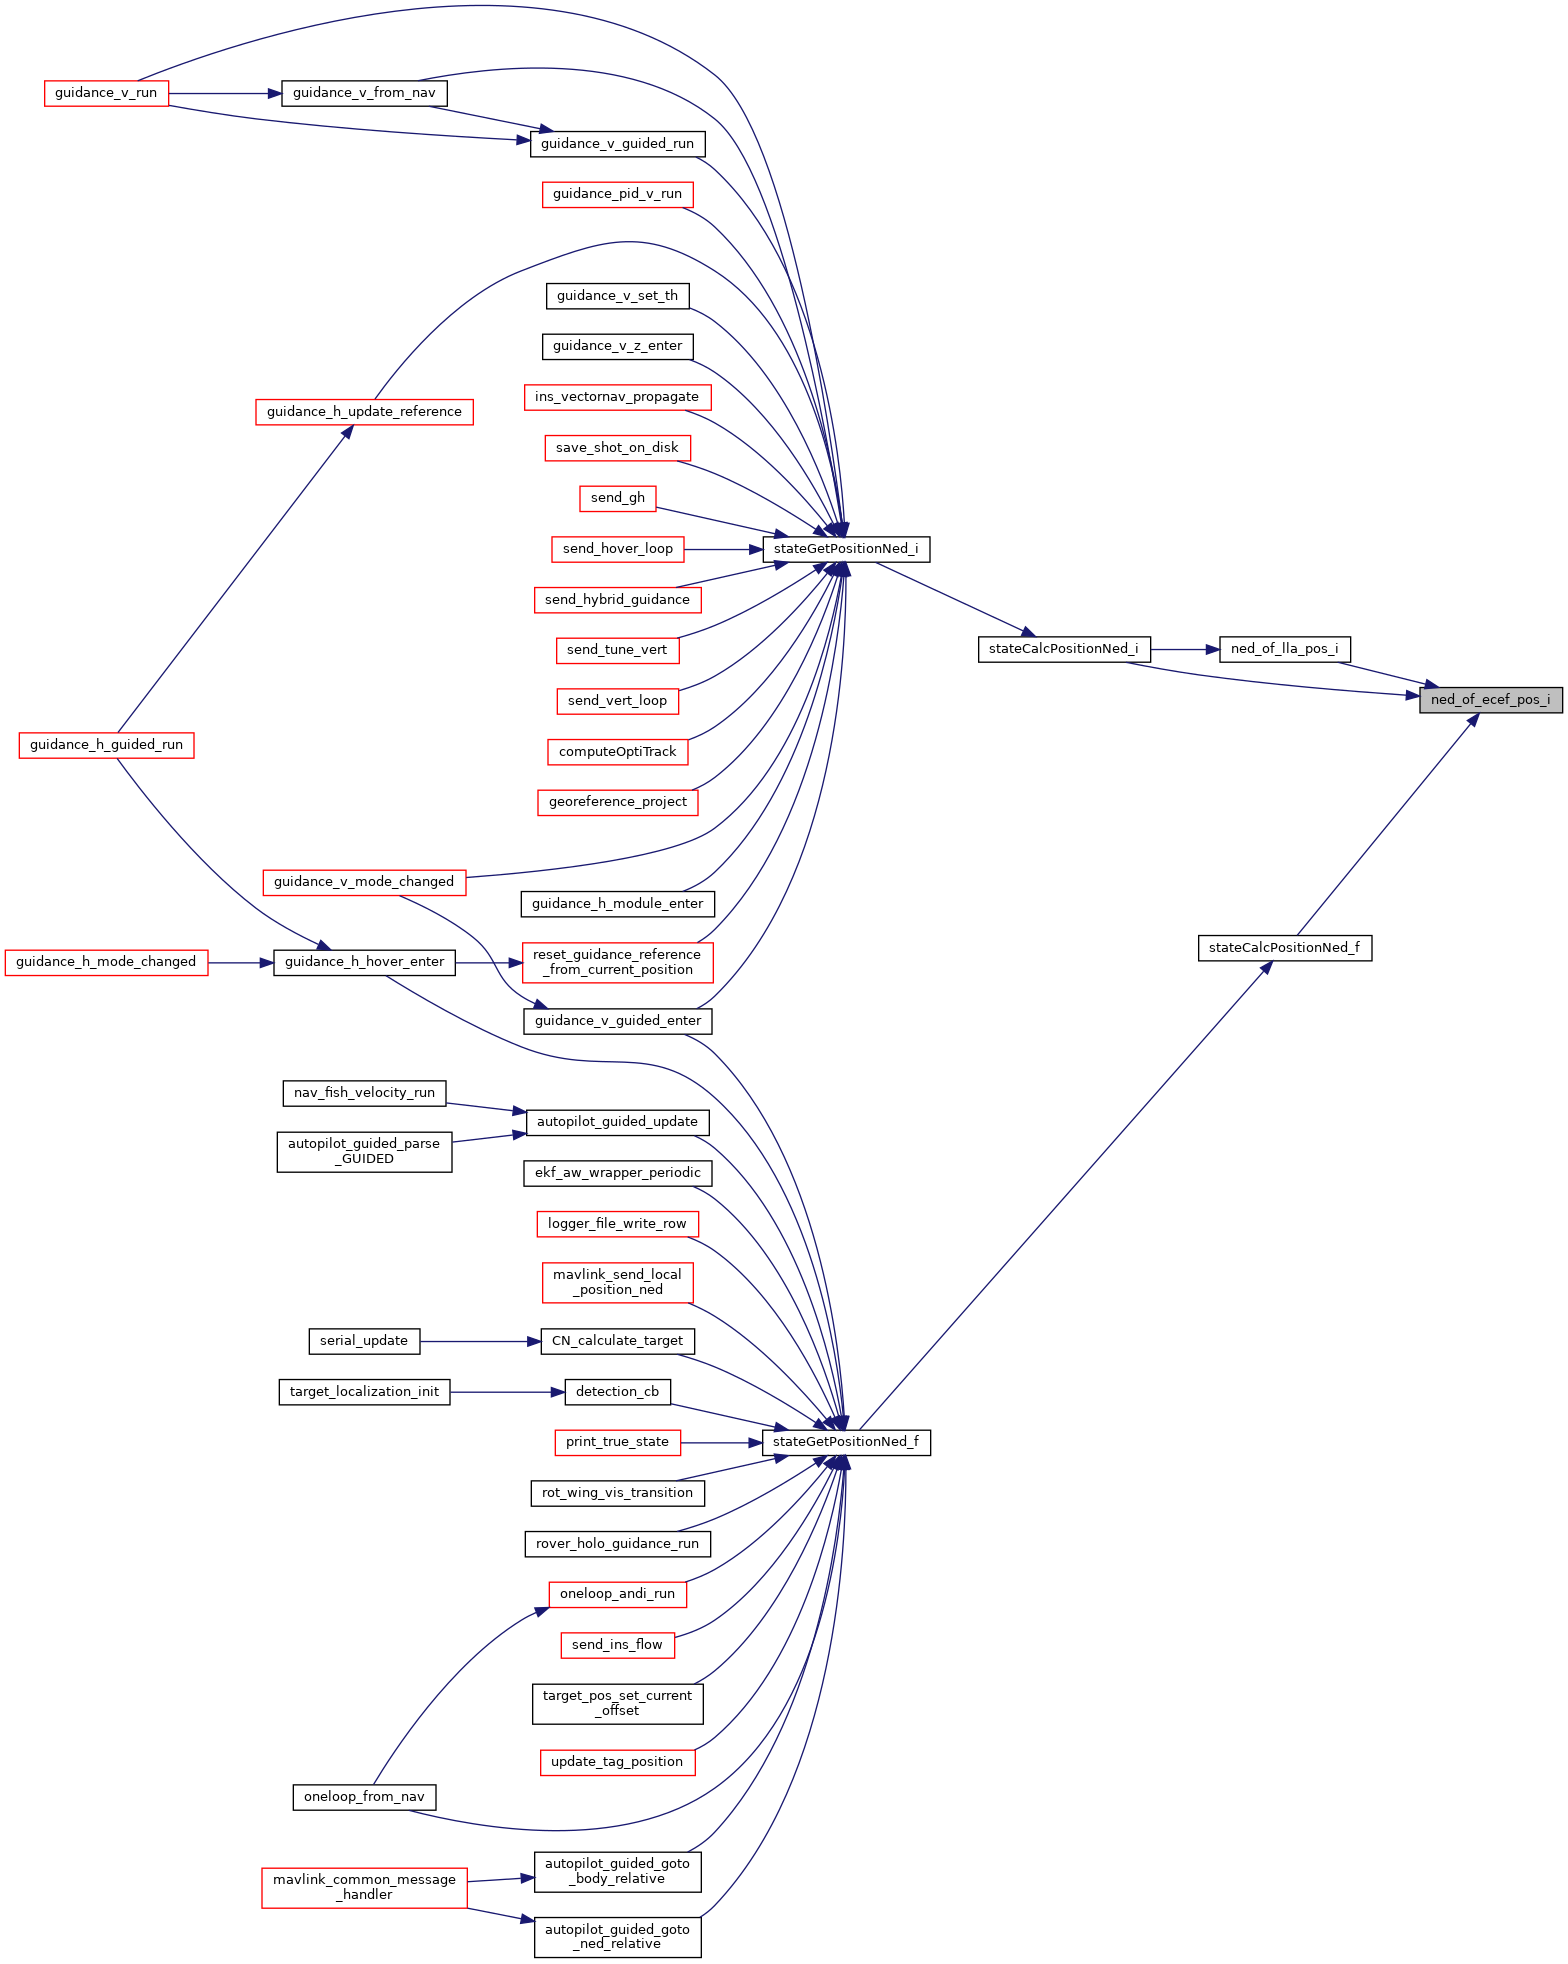 guidance_v_run
guidance_v_from_nav
guidance_v_guided_run
guidance_pid_v_run
guidance_v_set_th
guidance_v_z_enter
ins_vectornav_propagate
guidance_h_update_reference
save_shot_on_disk
send_gh
stateGetPositionNed_i
send_hover_loop
send_hybrid_guidance
send_tune_vert
stateCalcPositionNed_i
ned_of_lla_pos_i
send_vert_loop
ned_of_ecef_pos_i
guidance_h_guided_run
computeOptiTrack
georeference_project
guidance_v_mode_changed
guidance_h_module_enter
stateCalcPositionNed_f
guidance_h_mode_changed
guidance_h_hover_enter
reset_guidance_reference
_from_current_position
guidance_v_guided_enter
nav_fish_velocity_run
autopilot_guided_update
autopilot_guided_parse
_GUIDED
ekf_aw_wrapper_periodic
logger_file_write_row
mavlink_send_local
_position_ned
serial_update
CN_calculate_target
target_localization_init
detection_cb
print_true_state
stateGetPositionNed_f
rot_wing_vis_transition
rover_holo_guidance_run
oneloop_andi_run
send_ins_flow
target_pos_set_current
_offset
update_tag_position
oneloop_from_nav
autopilot_guided_goto
_body_relative
mavlink_common_message
_handler
autopilot_guided_goto
_ned_relative